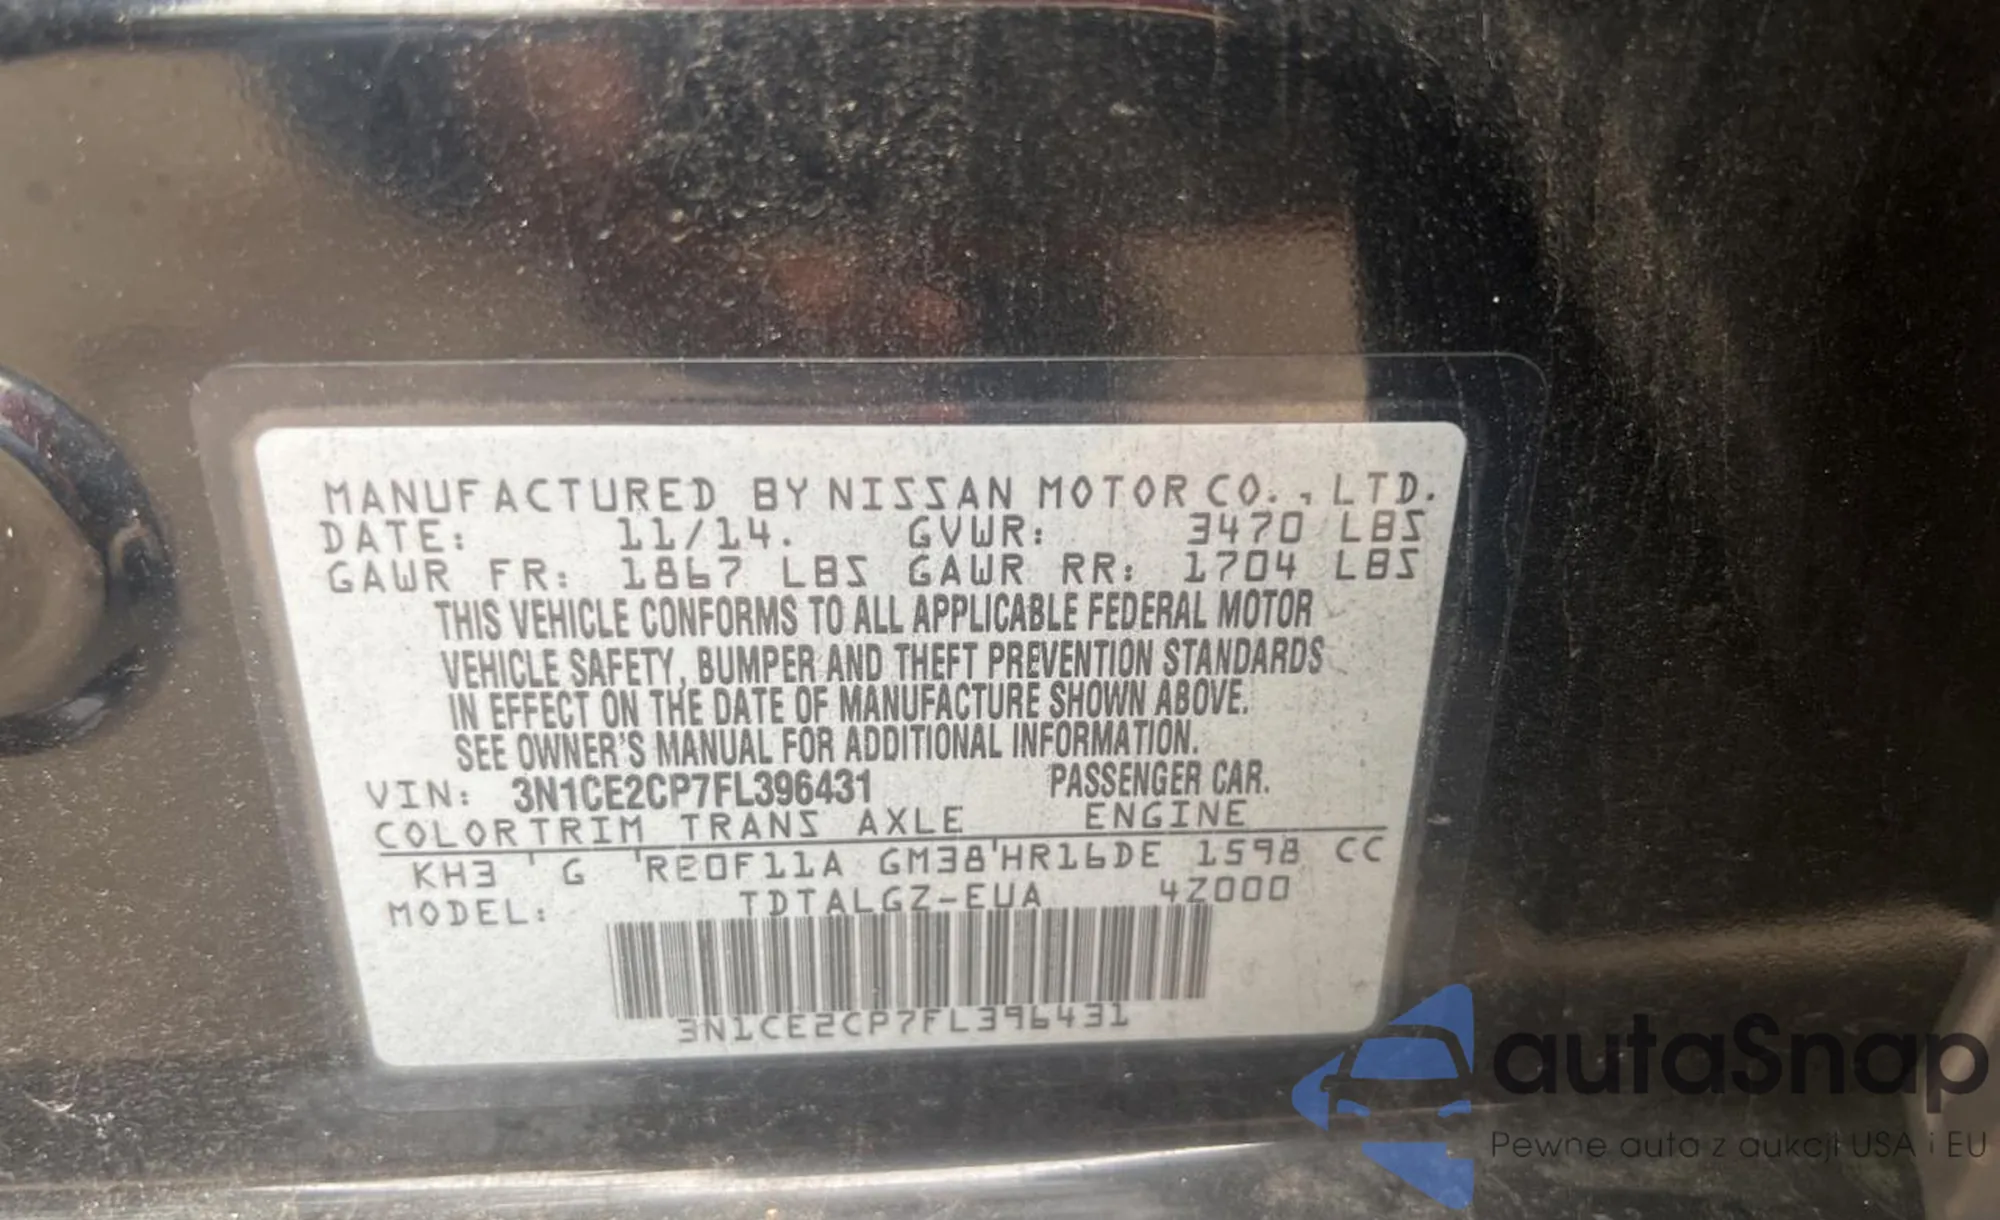 MANUFACTURED BY NISSAN MOTOR CO., LTD.
DATE: 11/14. GVWR: 3470 LBS
GAWR FR: 1867 LBS GAWR RR: 1704 LBS
THIS VEHICLE CONFORMS TO ALL APPLICABLE FEDERAL MOTOR
VEHICLE SAFETY, BUMPER AND THEFT PREVENTION STANDARDS
IN EFFECT ON THE DATE OF MANUFACTURE SHOWN ABOVE.
SEE OWNER'S MANUAL FOR ADDITIONAL INFORMATION.
VIN: 3N1CE2CP7FL396431 PASSENGER CAR.
COLOR TRIM TRANS AXLE ENGINE
KH3 ' G 'RE0F11A GM38'HR16DE 1598 CC
MODEL: TDTALGZ-EUA 4Z000
3N1CE2CP7FL396431
autaSnap
Pewne auta z aukcji USA i EU